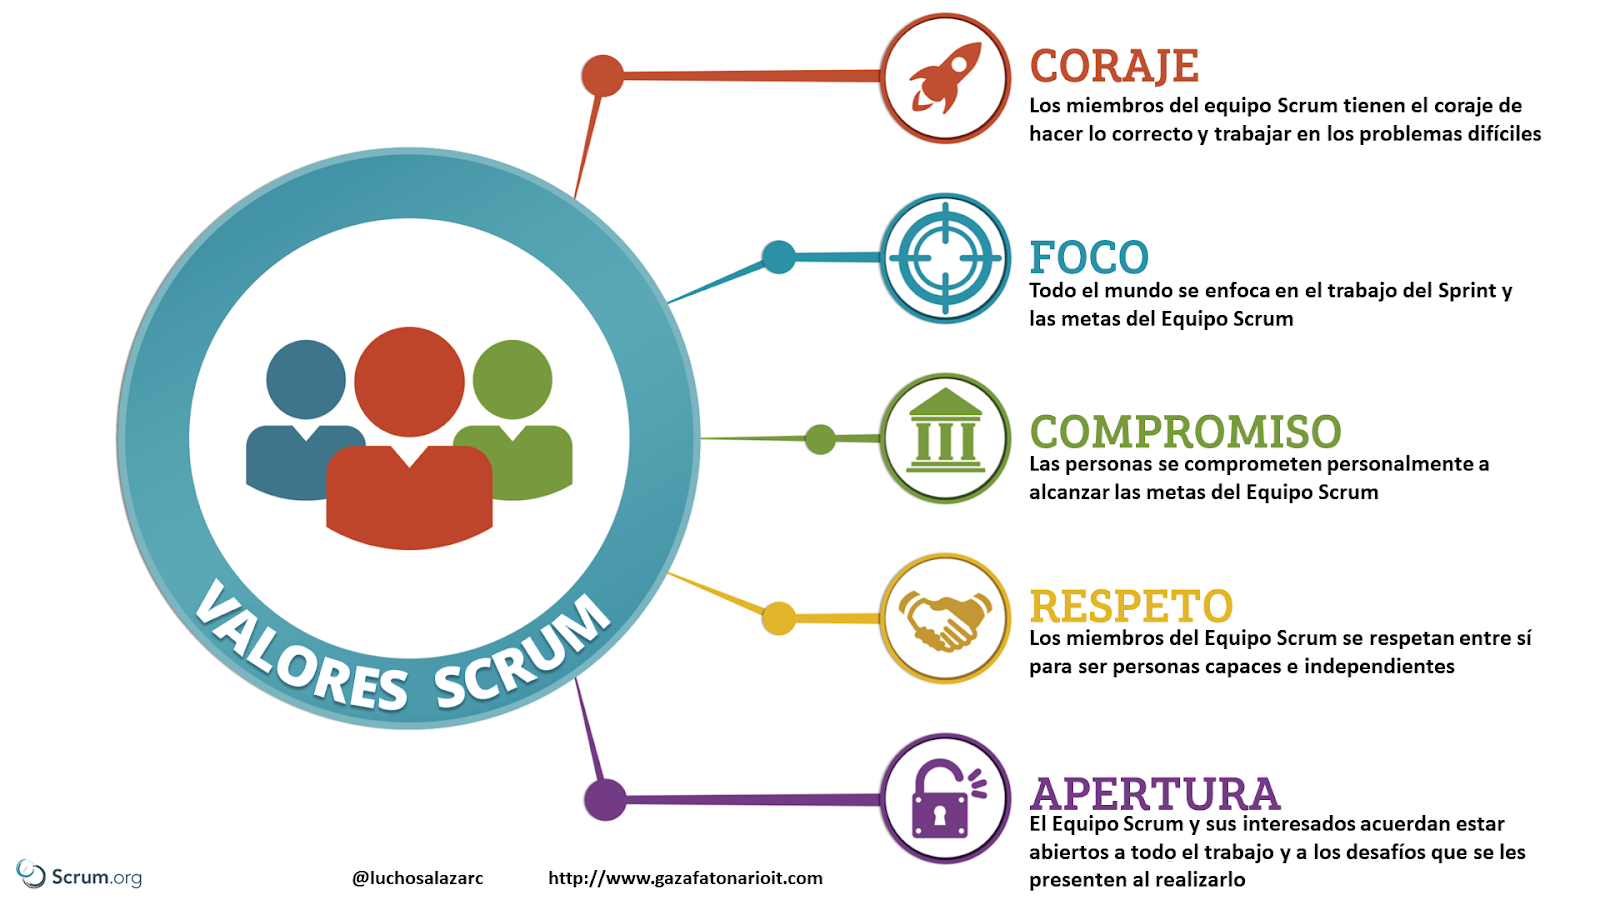 CORAJE
Los miembros del equipo Scrum tienen el coraje de
hacer lo correcto y trabajar en los problemas difíciles
FOCO
Todo el mundo se enfoca en el trabajo del Sprint y
las metas del Equipo Scrum
COMPROMISO
Las personas se comprometen personalmente a
alcanzar las metas del Equipo Scrum
RESPETO
Los miembros del Equipo Scrum se respetan entre sí
para ser personas capaces e independientes
APERTURA
El Equipo Scrum y sus interesados acuerdan estar
abiertos a todo el trabajo y a los desafíos que se les
presenten al realizarlo
VALORES SCRUM
Scrum.org
@luchosalazarc
http://www.gazafatonarioit.com